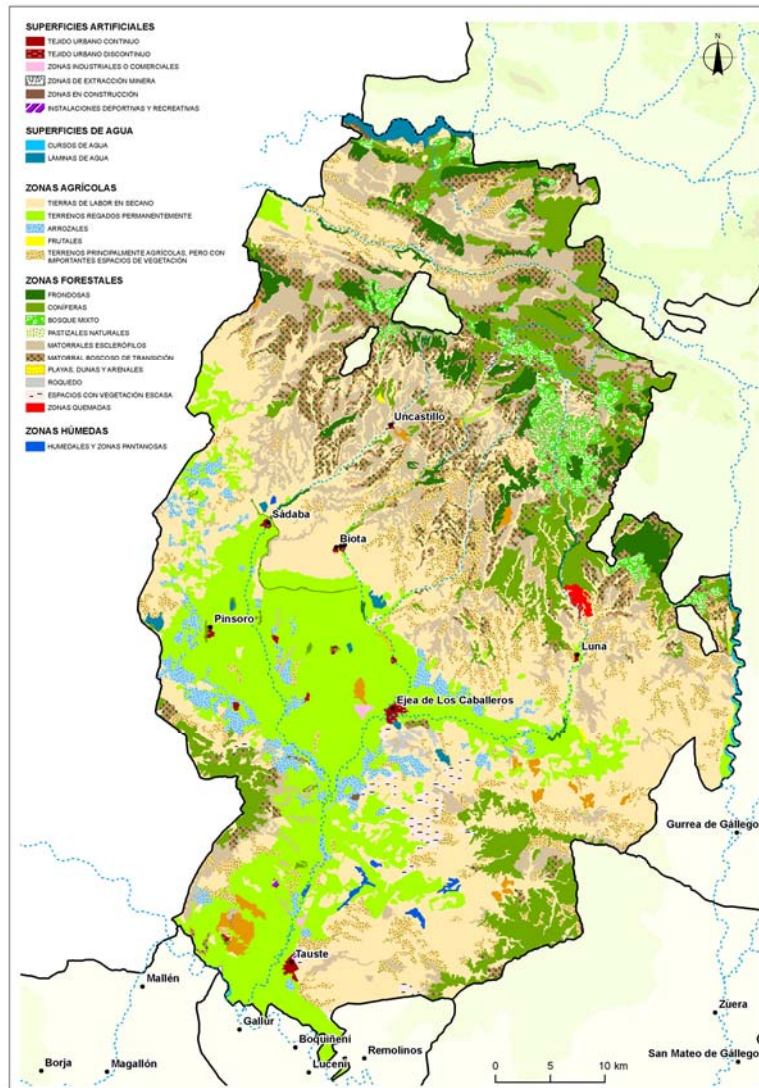 SUPERFICIES ARTIFICIALES
TEJIDO URBANO CONTINUO
TEJIDO URBANO DISCONTINUO
ZONAS INDUSTRIALES O COMERCIALES
ZONAS DE EXTRACCIÓN MINERA
ZONAS EN CONSTRUCCIÓN
INSTALACIONES DEPORTIVAS Y RECREATIVAS
SUPERFICIES DE AGUA
CURSOS DE AGUA
LÁMINAS DE AGUA
ZONAS AGRÍCOLAS
TIERRAS DE LABOR EN SECANO
TERRENOS REGADOS PERMANENTEMENTE
ARROZALES
FRUTALES
TERRENOS PRINCIPALMENTE AGRÍCOLAS, PERO CON
IMPORTANTES ESPACIOS DE VEGETACIÓN
ZONAS FORESTALES
FRONDOSAS
CONÍFERAS
BOSQUE MIXTO
PASTIZALES NATURALES
MATORRALES ESCLERÓFILOS
MATORRAL BOSCOSO DE TRANSICIÓN
PLAYAS, DUNAS Y ARENALES
ROQUEDO
ESPACIOS CON VEGETACIÓN ESCASA
ZONAS QUEMADAS
ZONAS HÚMEDAS
HUMEDALES Y ZONAS PANTANOSAS
N
Uncastillo
Sádaba
Biota
Pinsoro
Luna
Ejea de Los Caballeros
Gurrea de Gállego
Tauste
Mallén
Zuera
Gallur
Boquiñeni
Remolinos
San Mateo de Gállego
Borja
Magallón
Luceni
0 5 10 km